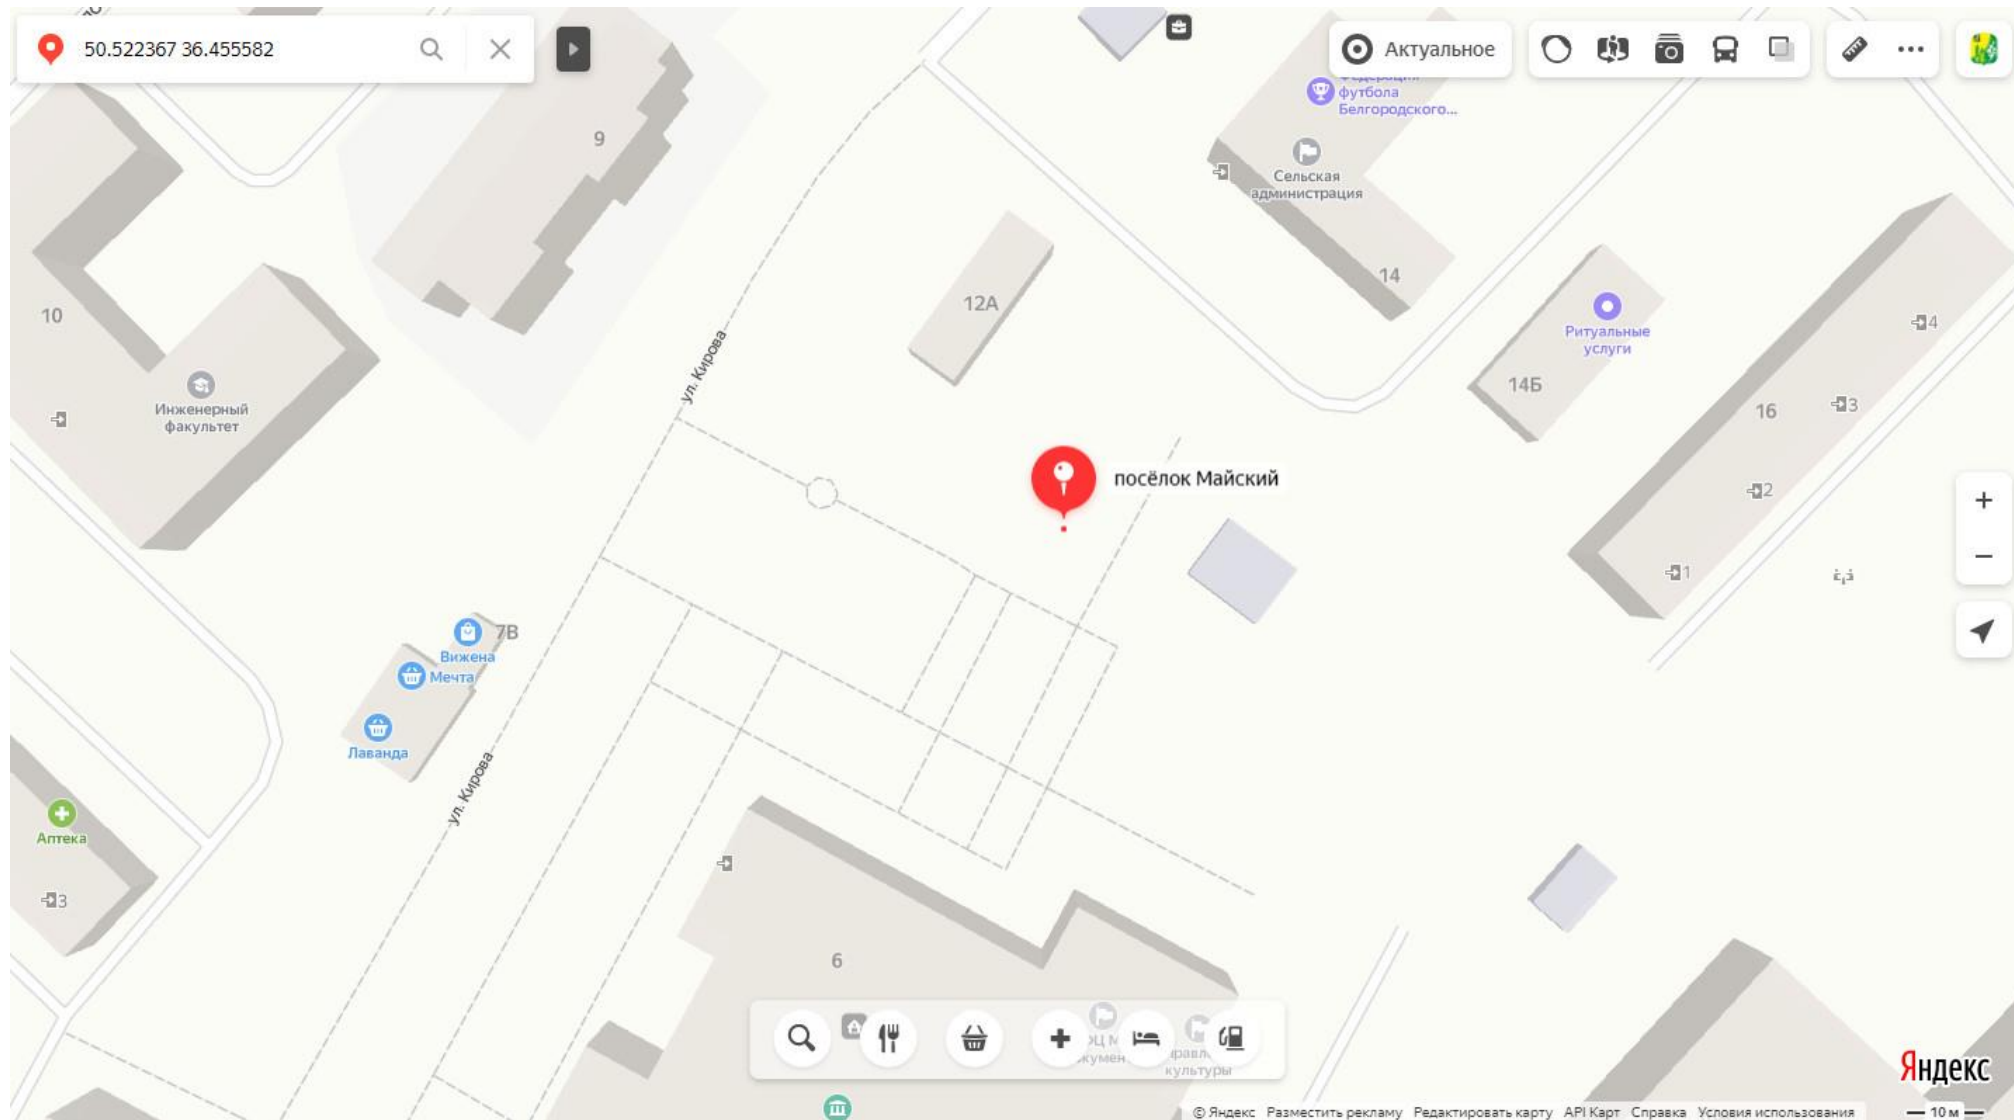 50.522367 36.455582
Актуальное
футбола
Белгородского...
9
Сельская
администрация
12А
14
10
ул. Кирова
Ритуальные
услуги
4
14Б
16
3
Инженерный
факультет
посёлок Майский
2
1
7В
Вижена
Мечта
Лаванда
ул. Кирова
Аптека
3
6
культуры
Яндекс
© Яндекс Разместить рекламу Редактировать карту API Карт Справка Условия использования 10 м